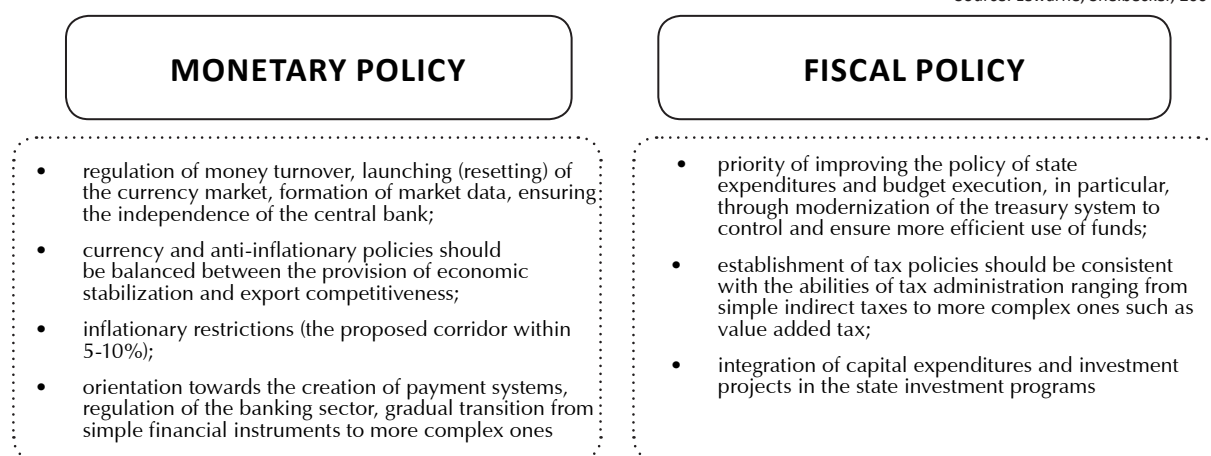 MONETARY POLICY
• regulation of money turnover, launching (resetting) of
the currency market, formation of market data, ensuring
the independence of the central bank;
• currency and anti-inflationary policies should
be balanced between the provision of economic
stabilization and export competitiveness;
• inflationary restrictions (the proposed corridor within
5-10%);
• orientation towards the creation of payment systems,
regulation of the banking sector, gradual transition from
simple financial instruments to more complex ones
FISCAL POLICY
• priority of improving the policy of state
expenditures and budget execution, in particular,
through modernization of the treasury system to
control and ensure more efficient use of funds;
• establishment of tax policies should be consistent
with the abilities of tax administration ranging from
simple indirect taxes to more complex ones such as
value added tax;
• integration of capital expenditures and investment
projects in the state investment programs